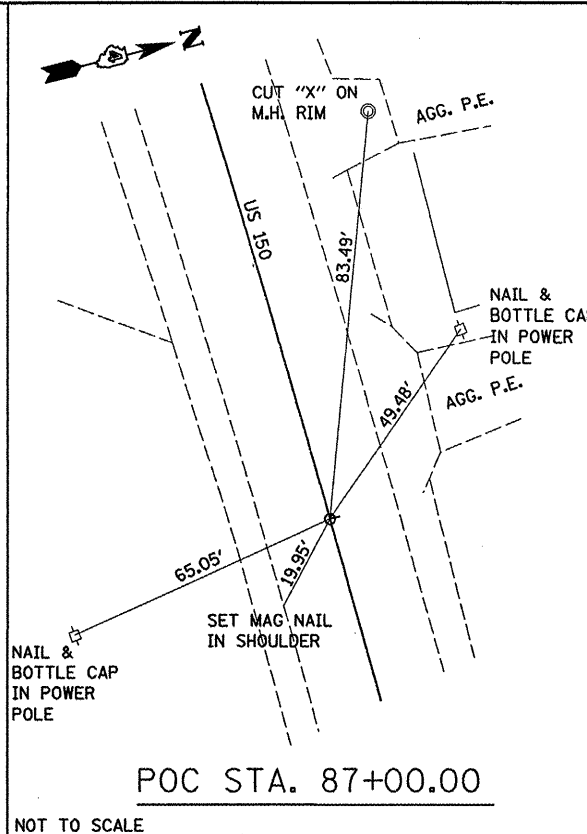 N
CUT "X" ON
M.H. RIM
AGG. P.E.
US 150
83.49'
NAIL &
BOTTLE CAP
IN POWER
POLE
49.48'
AGG. P.E.
65.05'
19.95'
SET MAG NAIL
IN SHOULDER
NAIL &
BOTTLE CAP
IN POWER
POLE
POC STA. 87+00.00
NOT TO SCALE